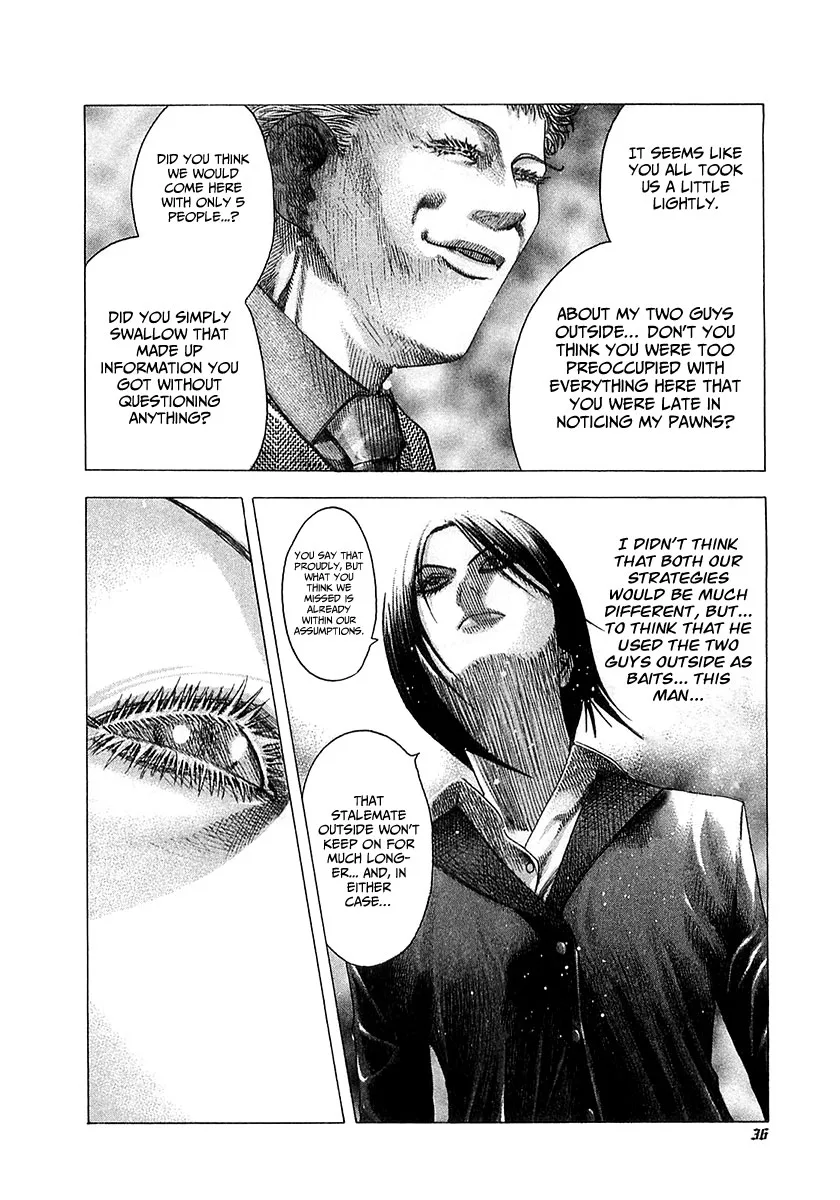 IT SEEMS LIKE
YOU ALL TOOK
US A LITTLE
LIGHTLY.
ABOUT MY TWO GUYS
OUTSIDE... DON'T YOU
THINK YOU WERE TOO
PREOCCUPIED WITH
EVERYTHING HERE THAT
YOU WERE LATE IN
NOTICING MY PAWNS?
DID YOU THINK
WE WOULD
COME HERE
WITH ONLY 5
PEOPLE...?
DID YOU SIMPLY
SWALLOW THAT
MADE UP
INFORMATION YOU
GOT WITHOUT
QUESTIONING
ANYTHING?
I DIDN'T THINK
THAT BOTH OUR
STRATEGIES
WOULD BE MUCH
DIFFERENT, BUT...
TO THINK THAT HE
USED THE TWO
GUYS OUTSIDE AS
BAITS... THIS
MAN...
YOU SAY THAT
PROUDLY, BUT
WHAT YOU
THINK WE
MISSED IS
ALREADY
WITHIN OUR
ASSUMPTIONS.
THAT
STALEMATE
OUTSIDE WON'T
KEEP ON FOR
MUCH LONG-
ER... AND, IN
EITHER
CASE...
36